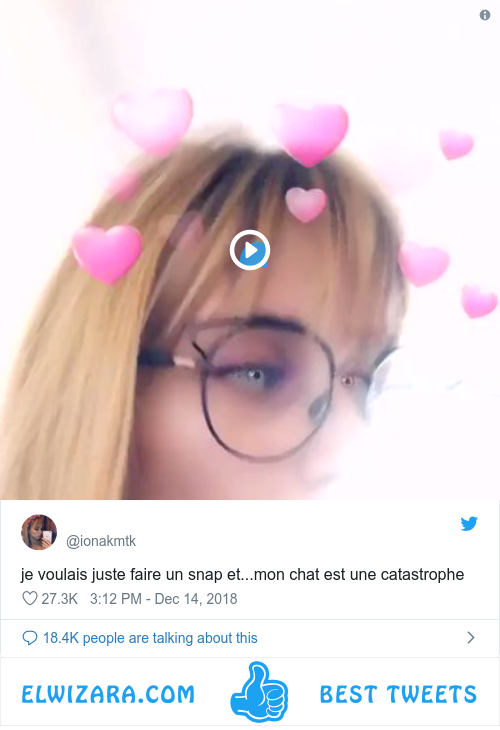 @ionakmtk
je voulais juste faire un snap et...mon chat est une catastrophe
27.3K 3:12 PM - Dec 14, 2018
18.4K people are talking about this
ELWIZARA.COM BEST TWEETS